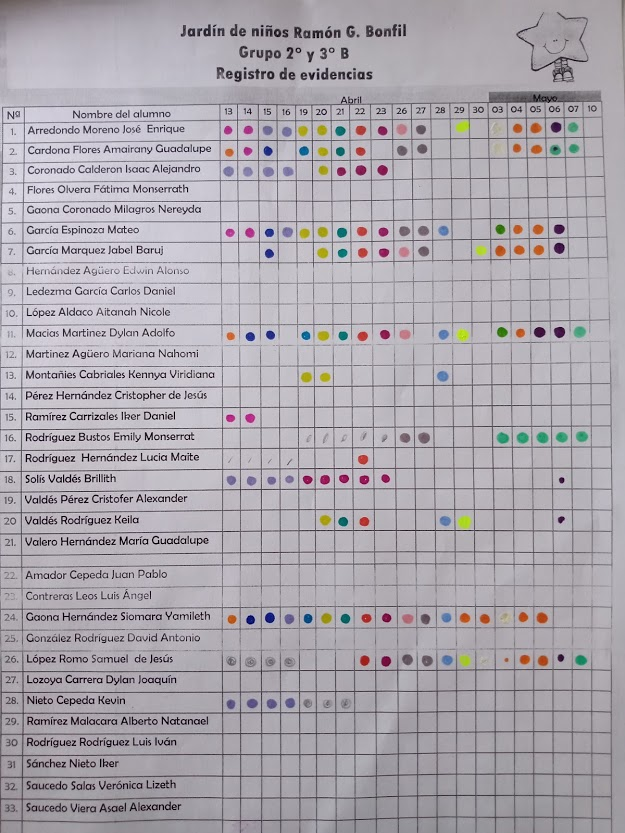 Jardín de niños Ramón G. Bonfil
Grupo 2° y 3° B
Registro de evidencias
Abril Mayo
Nº Nombre del alumno 13 14 15 16 19 20 21 22 23 26 27 28 29 30 03 04 05 06 07 10
1. Arredondo Moreno José Enrique
2. Cardona Flores Amairany Guadalupe
3. Coronado Calderon Isaac Alejandro
4. Flores Olvera Fátima Monserrath
5. Gaona Coronado Milagros Nereyda
6. García Espinoza Mateo
7. García Marquez Jabel Baruj
8. Hernández Agüero Edwin Alonso
9. Ledezma García Carlos Daniel
10. López Aldaco Aitanah Nicole
11. Macias Martinez Dylan Adolfo
12. Martinez Agüero Mariana Nahomi
13. Montañies Cabriales Kennya Viridiana
14. Pérez Hernández Cristopher de Jesús
15. Ramírez Carrizales Iker Daniel
16. Rodríguez Bustos Emily Monserrat
17. Rodríguez Hernández Lucia Maite
18. Solís Valdés Brillith
19. Valdés Pérez Cristofer Alexander
20 Valdés Rodríguez Keila
21. Valero Hernández María Guadalupe
22. Amador Cepeda Juan Pablo
23. Contreras Leos Luis Ángel
24. Gaona Hernández Siomara Yamileth
25. González Rodríguez David Antonio
26. López Romo Samuel de Jesús
27. Lozoya Carrera Dylan Joaquín
28. Nieto Cepeda Kevin
29. Ramírez Malacara Alberto Natanael
30 Rodríguez Rodríguez Luis Iván
31 Sánchez Nieto Iker
32. Saucedo Salas Verónica Lizeth
33. Saucedo Viera Asael Alexander